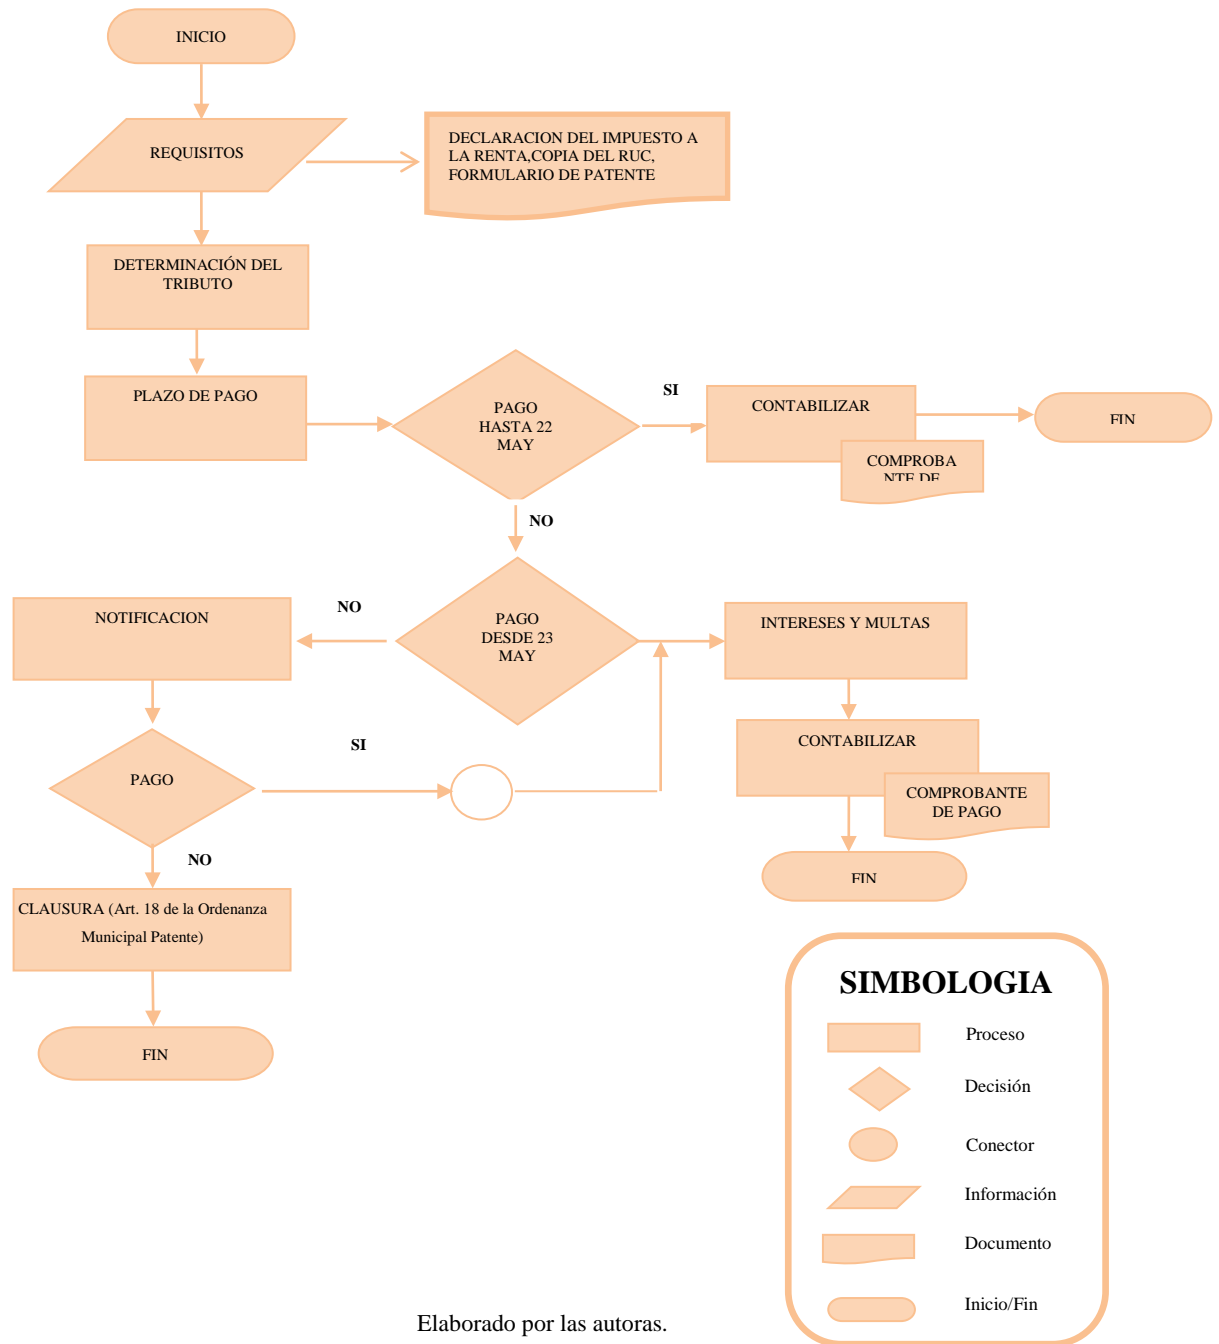 INICIO
REQUISITOS
DECLARACION DEL IMPUESTO A
LA RENTA,COPIA DEL RUC,
FORMULARIO DE PATENTE
DETERMINACIÓN DEL
TRIBUTO
PLAZO DE PAGO
PAGO
HASTA 22
MAY
SI
CONTABILIZAR
COMPROBA
NTE DE
FIN
NO
PAGO
DESDE 23
MAY
NO
NOTIFICACION
INTERESES Y MULTAS
PAGO
SI
CONTABILIZAR
COMPROBANTE
DE PAGO
FIN
NO
CLAUSURA (Art. 18 de la Ordenanza
Municipal Patente)
FIN
SIMBOLOGIA
Proceso
Decisión
Conector
Información
Documento
Inicio/Fin
Elaborado por las autoras.